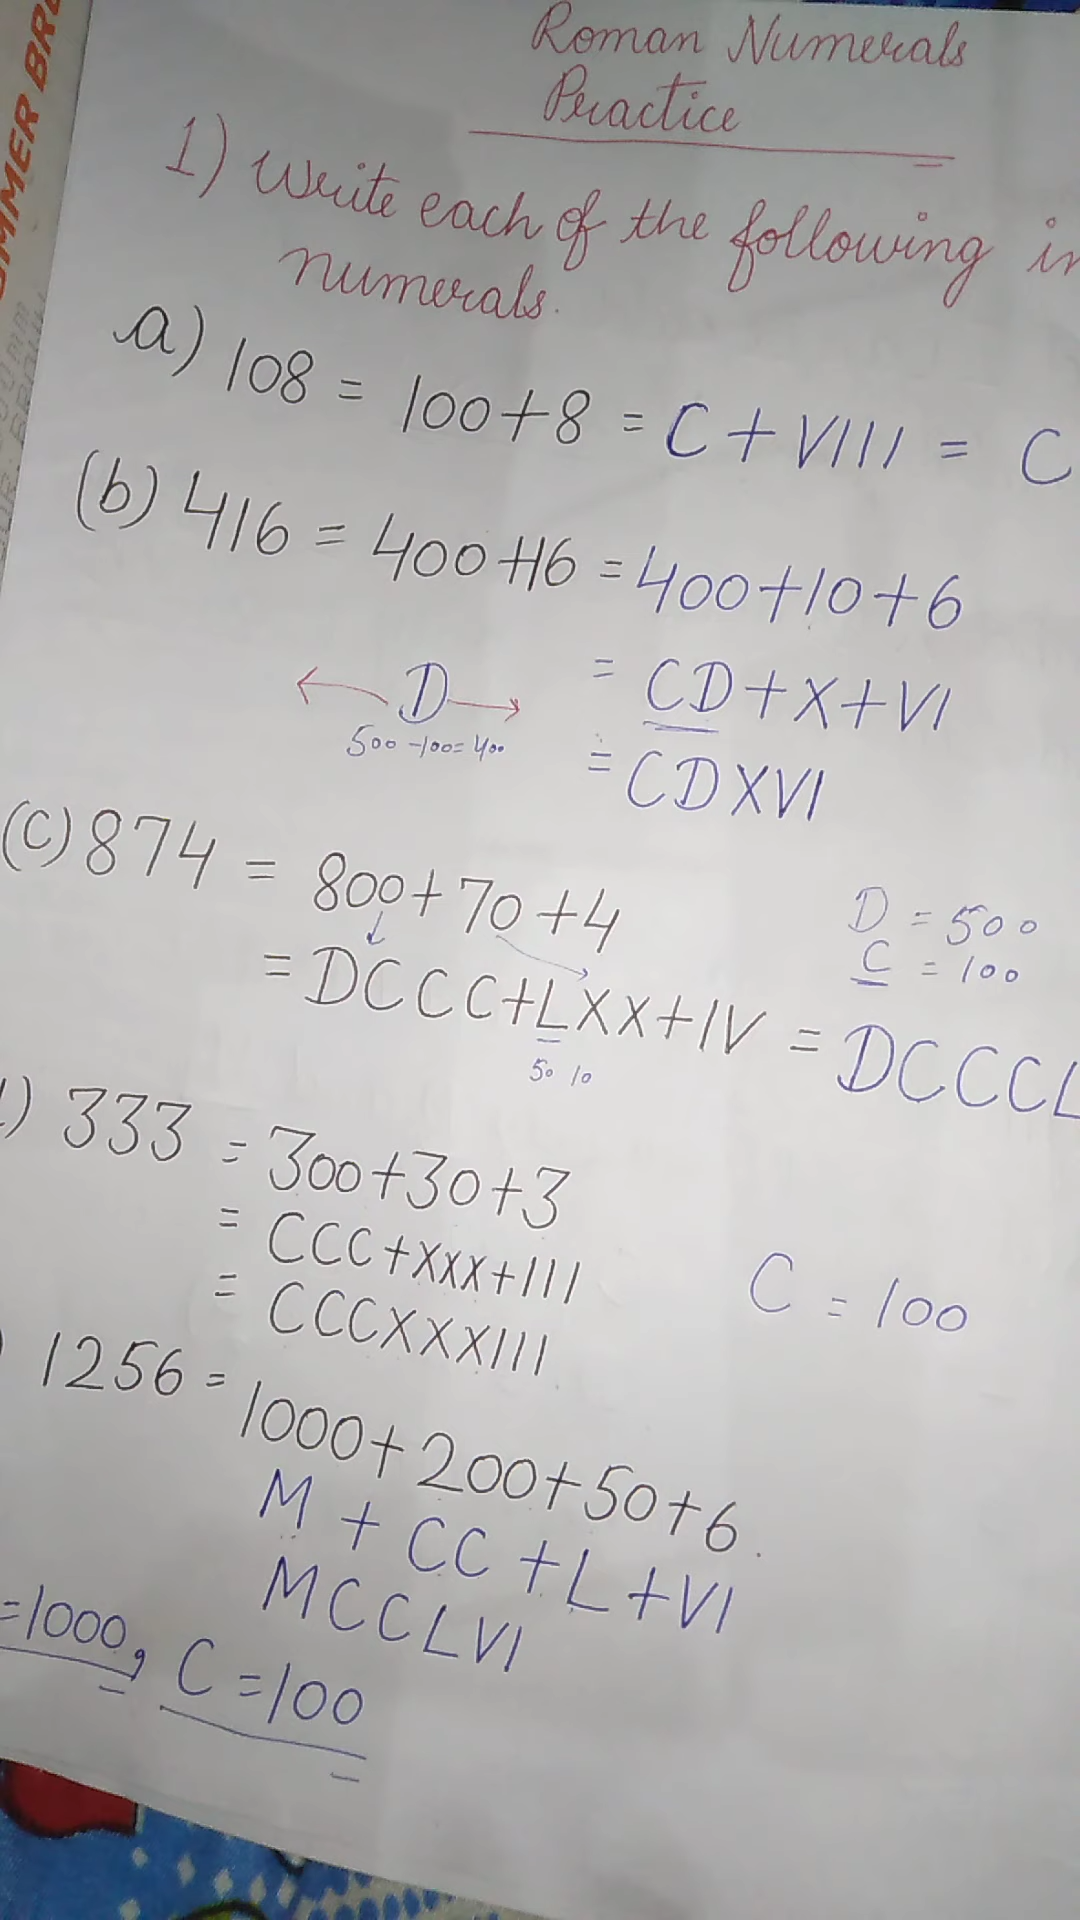 Roman Numerals
Practice
1) Write each of the following in
numerals.
a) 108 = 100+8 = C + VIII = C
(b) 416 = 400+16 = 400+10+6
= CD+X+VI
D
500-100=400
= CDXVI
(c) 874 = 800+70+4
D = 500
C = 100
= DCCC+LXX+IV = DCCCL
50 10
) 333 = 300+30+3
= CCC+XXX+III
C = 100
= CCCXXXIII
) 1256 = 1000+200+50+6
M + CC + L + VI
MCCLVI
=1000, C =100